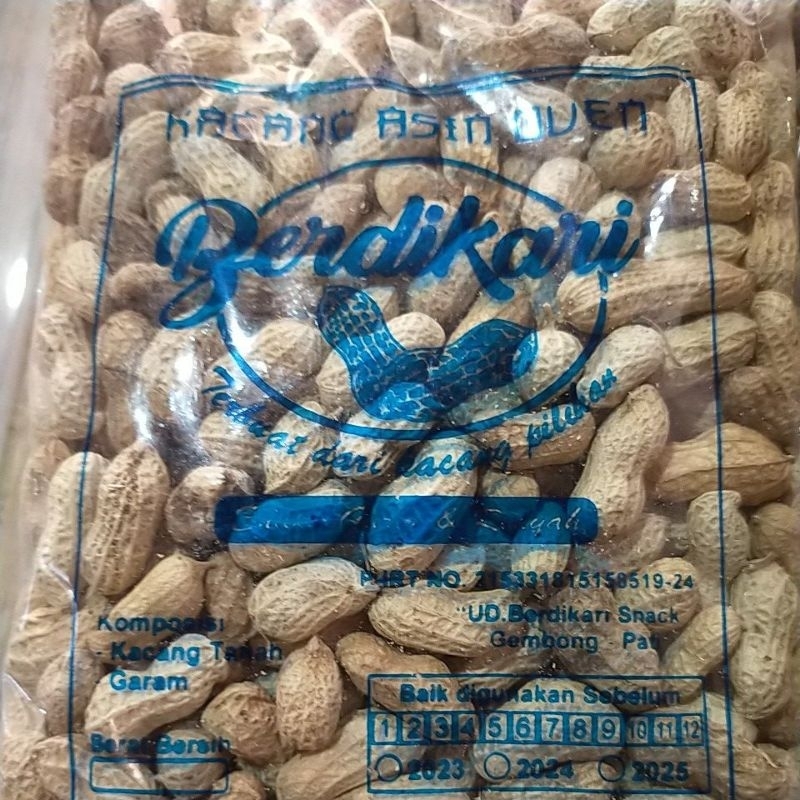 KACANG ASIN OVEN
Berdikari
Terbuat dari kacang pilihan
P-IRT NO. 215331815158519-24
UD.Berdikari Snack
Gembong - Pati
Komposisi
- Kacang Tanah
- Garam
Baik digunakan Sebelum
1 2 3 4 5 6 7 8 9 10 11 12
2023 2024 2025
Berat Bersih